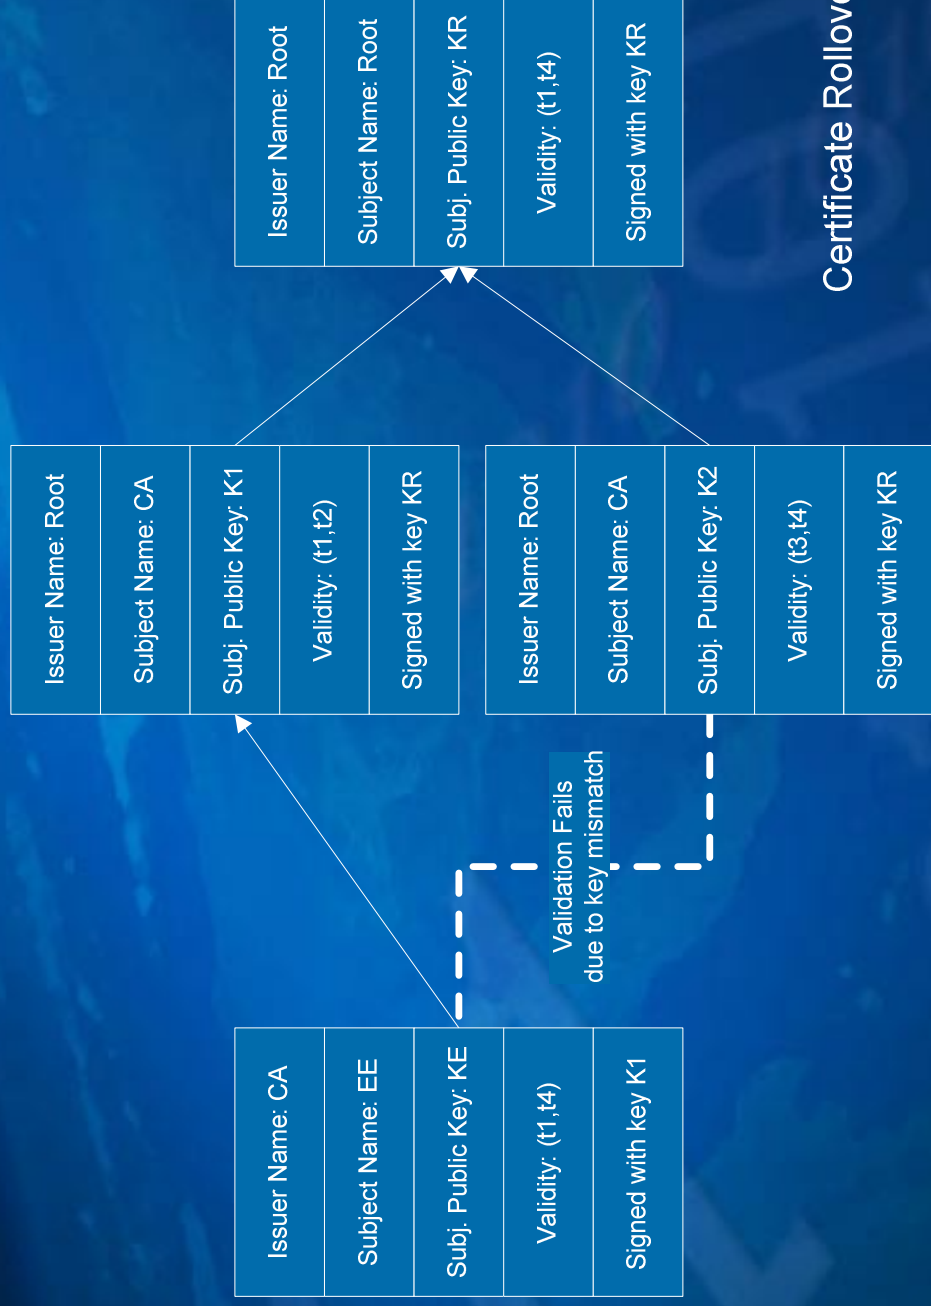 Issuer Name: CA
Subject Name: EE
Subj. Public Key: KE
Validity: (t1,t4)
Signed with key K1
Validation Fails
due to key mismatch
Issuer Name: Root
Subject Name: CA
Subj. Public Key: K1
Validity: (t1,t2)
Signed with key KR
Issuer Name: Root
Subject Name: CA
Subj. Public Key: K2
Validity: (t3,t4)
Signed with key KR
Issuer Name: Root
Subject Name: Root
Subj. Public Key: KR
Validity: (t1,t4)
Signed with key KR
Certificate Rollove